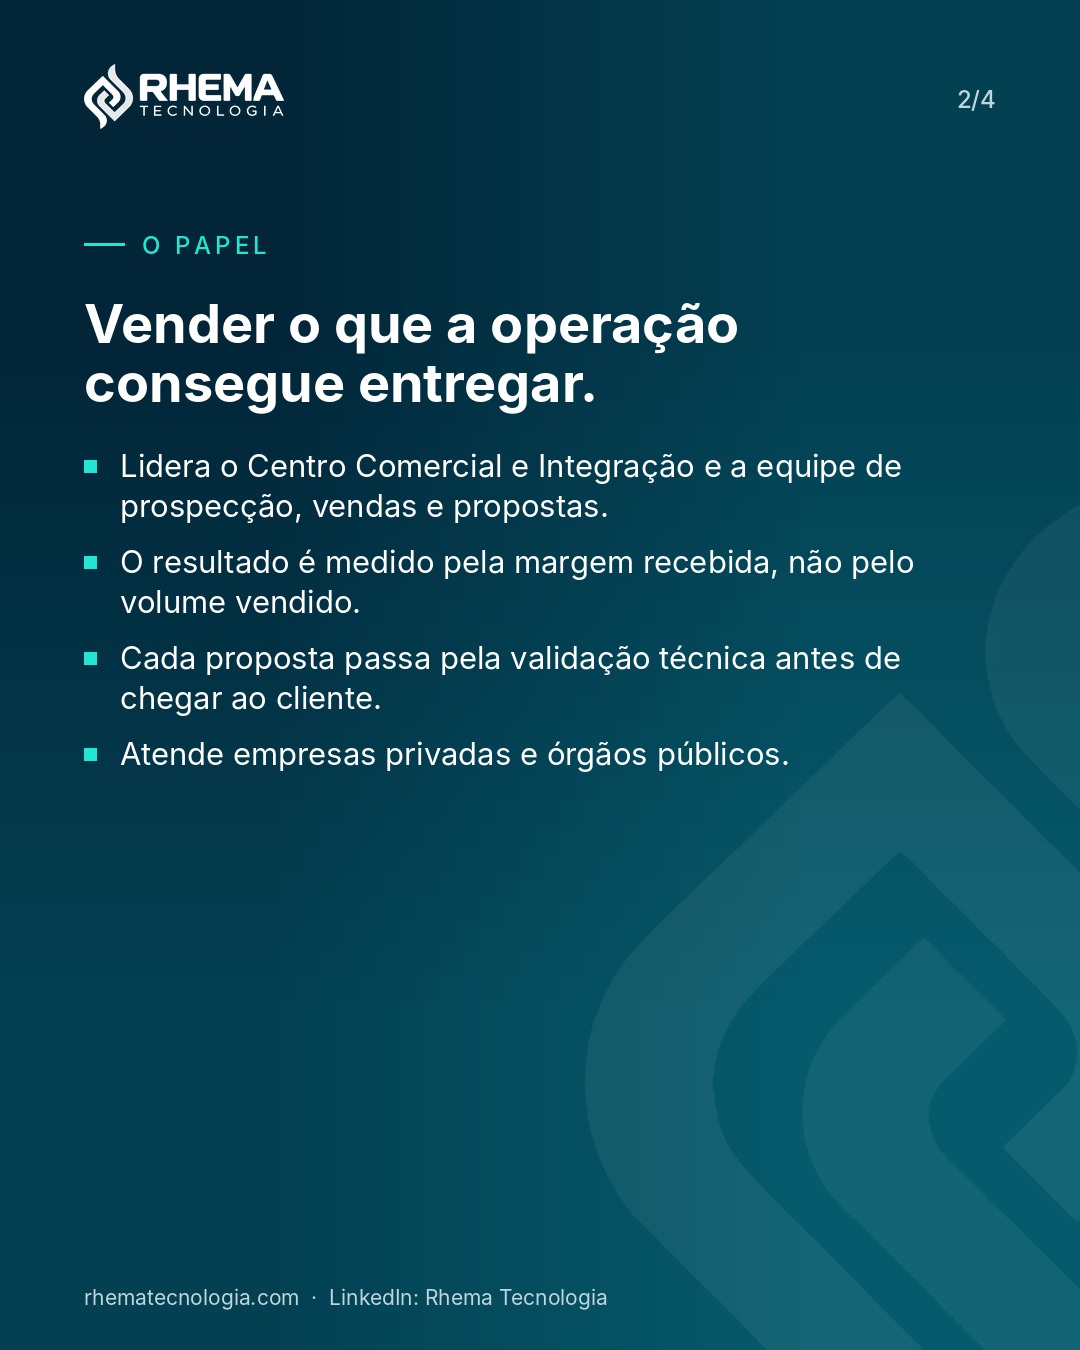 RHEMA
TECNOLOGIA
2/4
O PAPEL
Vender o que a operação
consegue entregar.
Lidera o Centro Comercial e Integração e a equipe de
prospecção, vendas e propostas.
O resultado é medido pela margem recebida, não pelo
volume vendido.
Cada proposta passa pela validação técnica antes de
chegar ao cliente.
Atende empresas privadas e órgãos públicos.
rhematecnologia.com · LinkedIn: Rhema Tecnologia